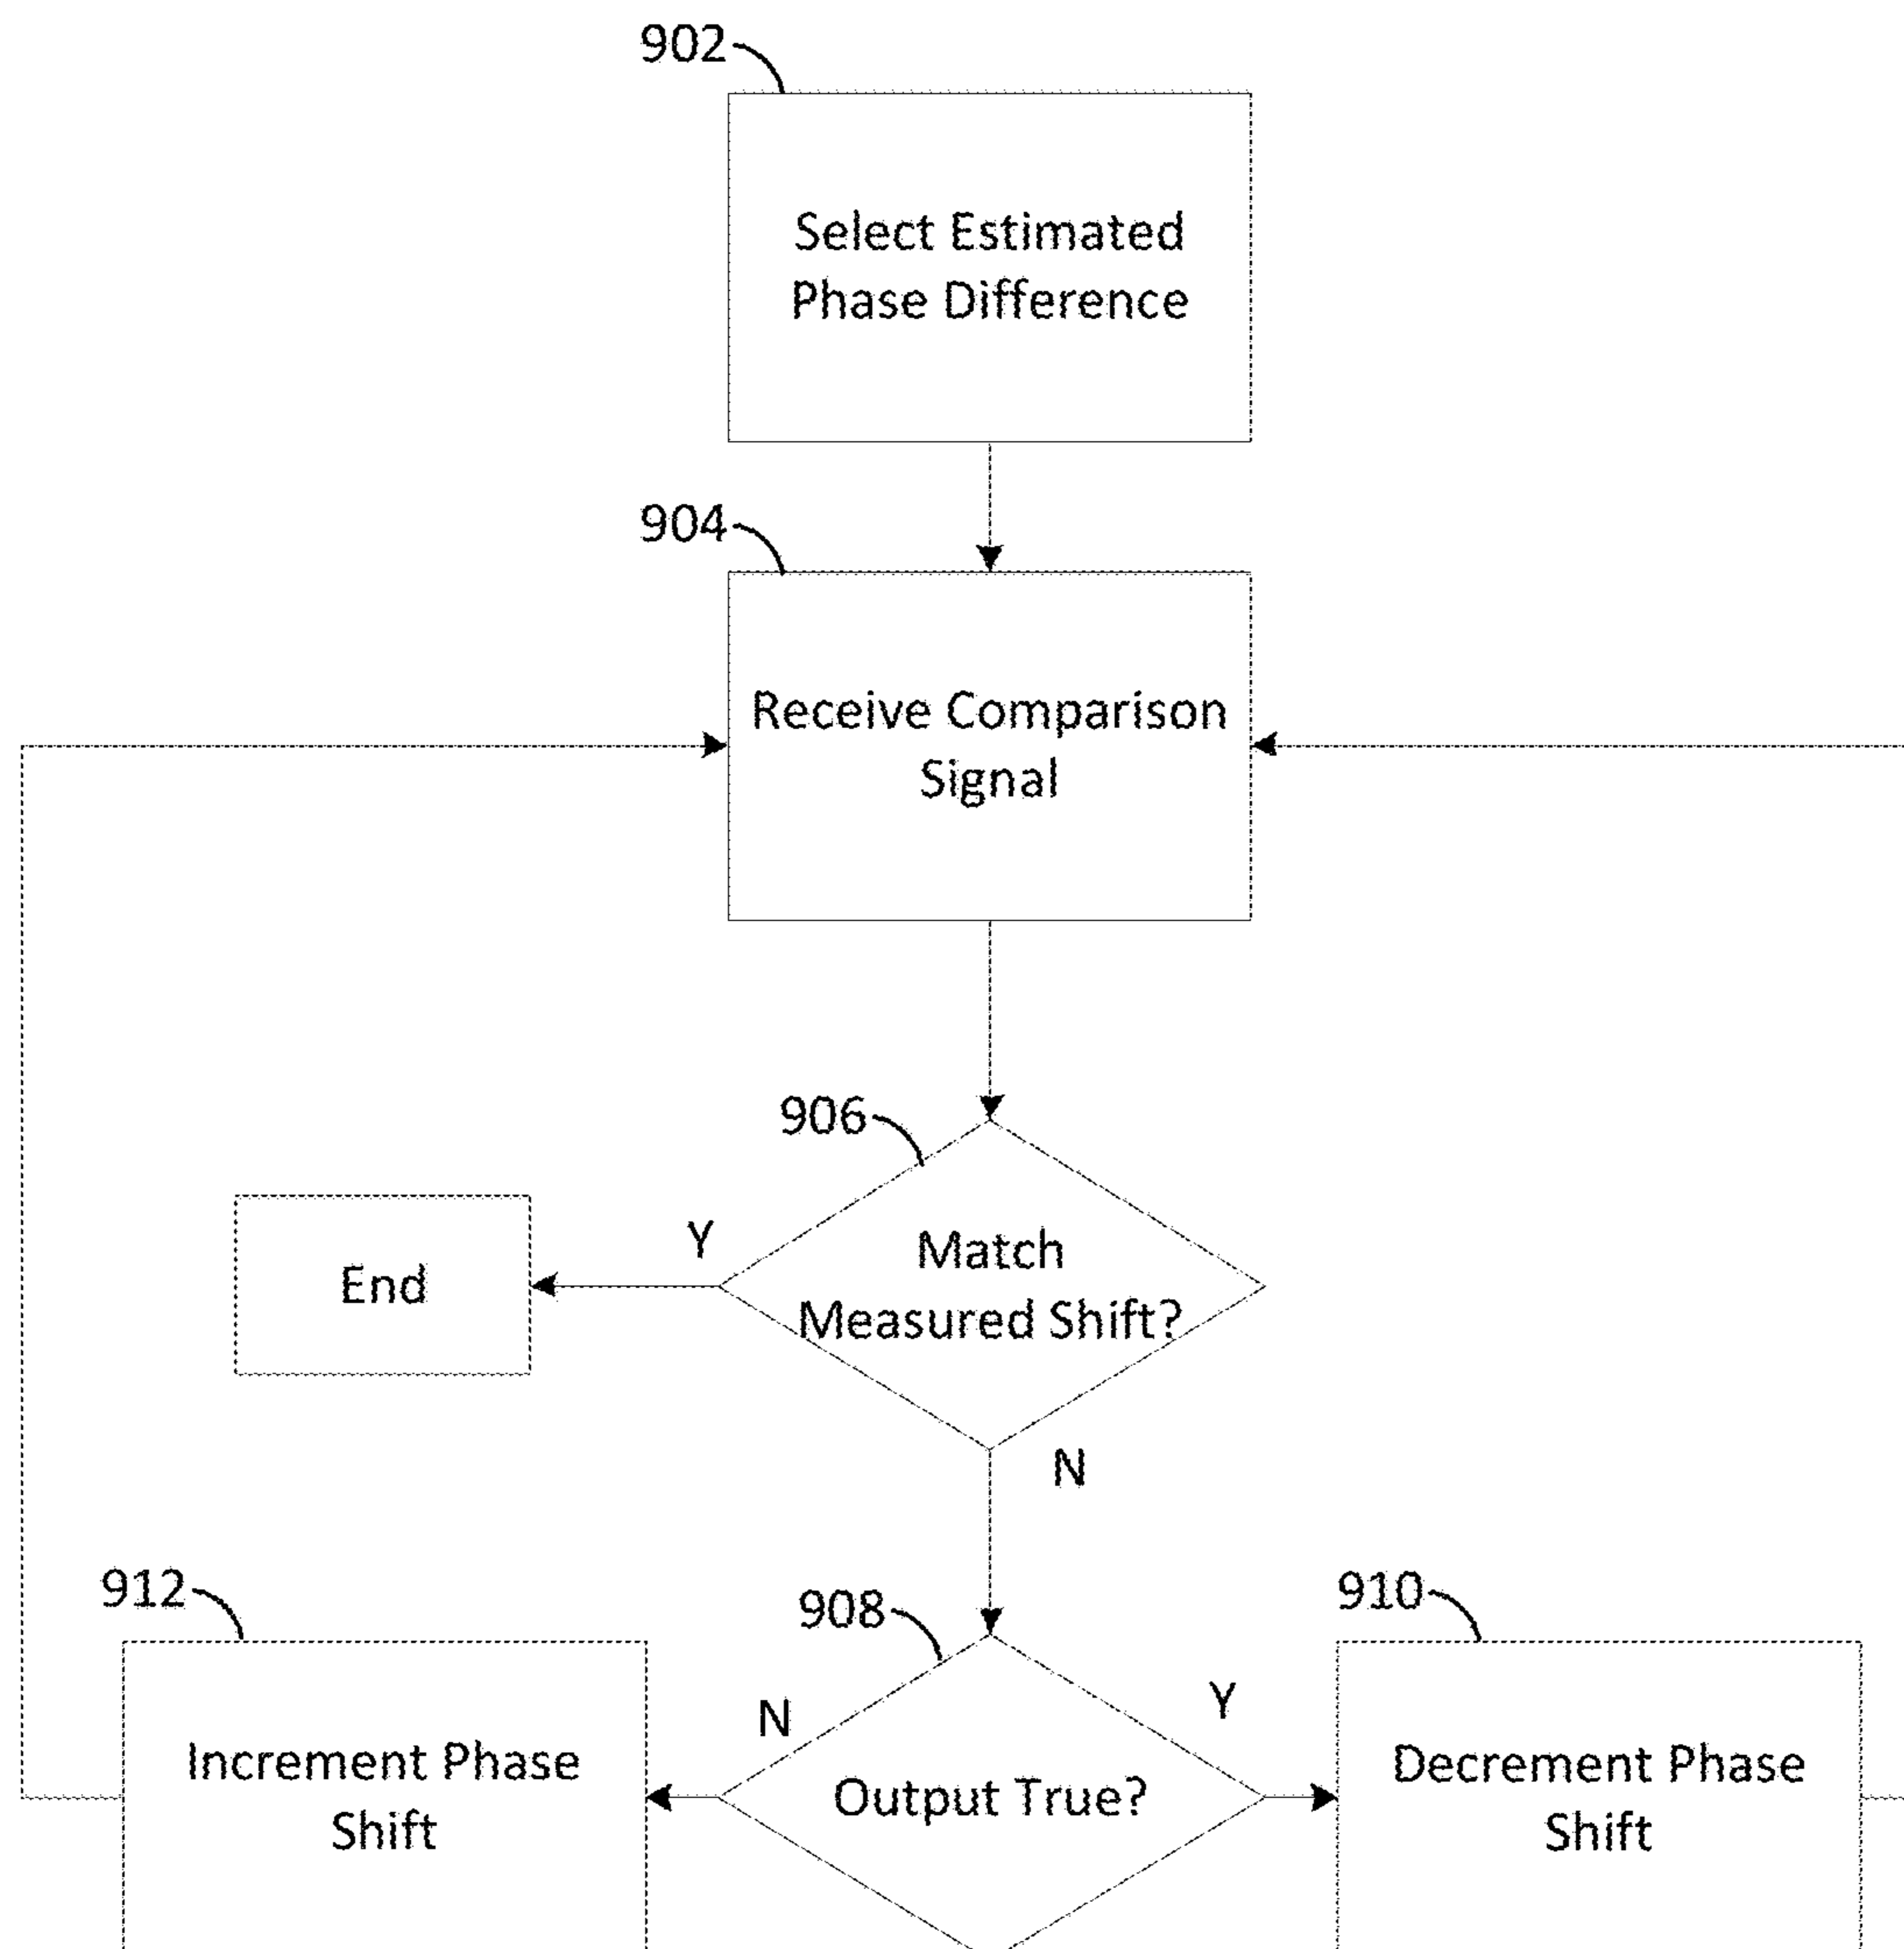 902
Select Estimated
Phase Difference
904
Receive Comparison
Signal
906
Match
Measured Shift?
Y
End
N
912
908
910
N
Y
Increment Phase
Shift
Output True?
Decrement Phase
Shift